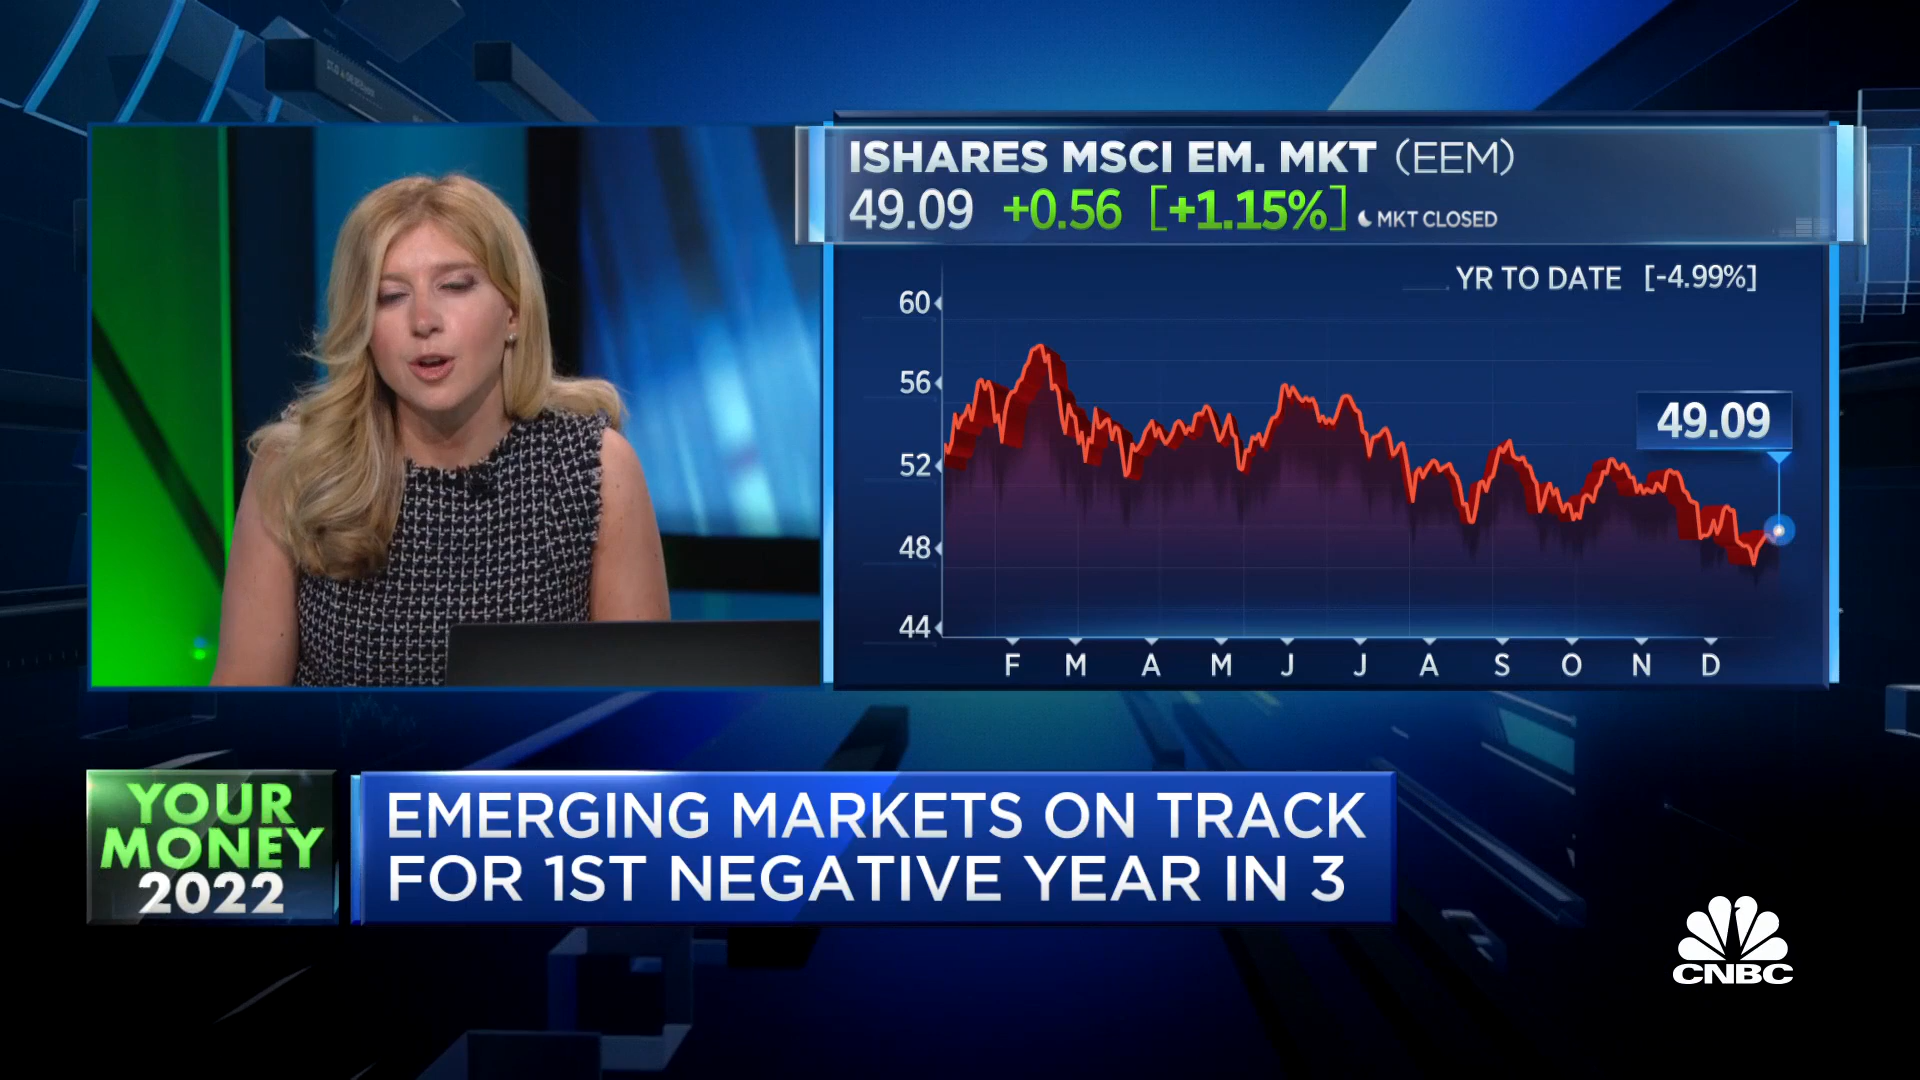 ISHARES MSCI EM. MKT (EEM)
49.09 +0.56 [+1.15%] MKT CLOSED
YR TO DATE [-4.99%]
60
56
49.09
52
48
44
F M A M J J A S O N D
YOUR
MONEY
2022
EMERGING MARKETS ON TRACK
FOR 1ST NEGATIVE YEAR IN 3
CNBC